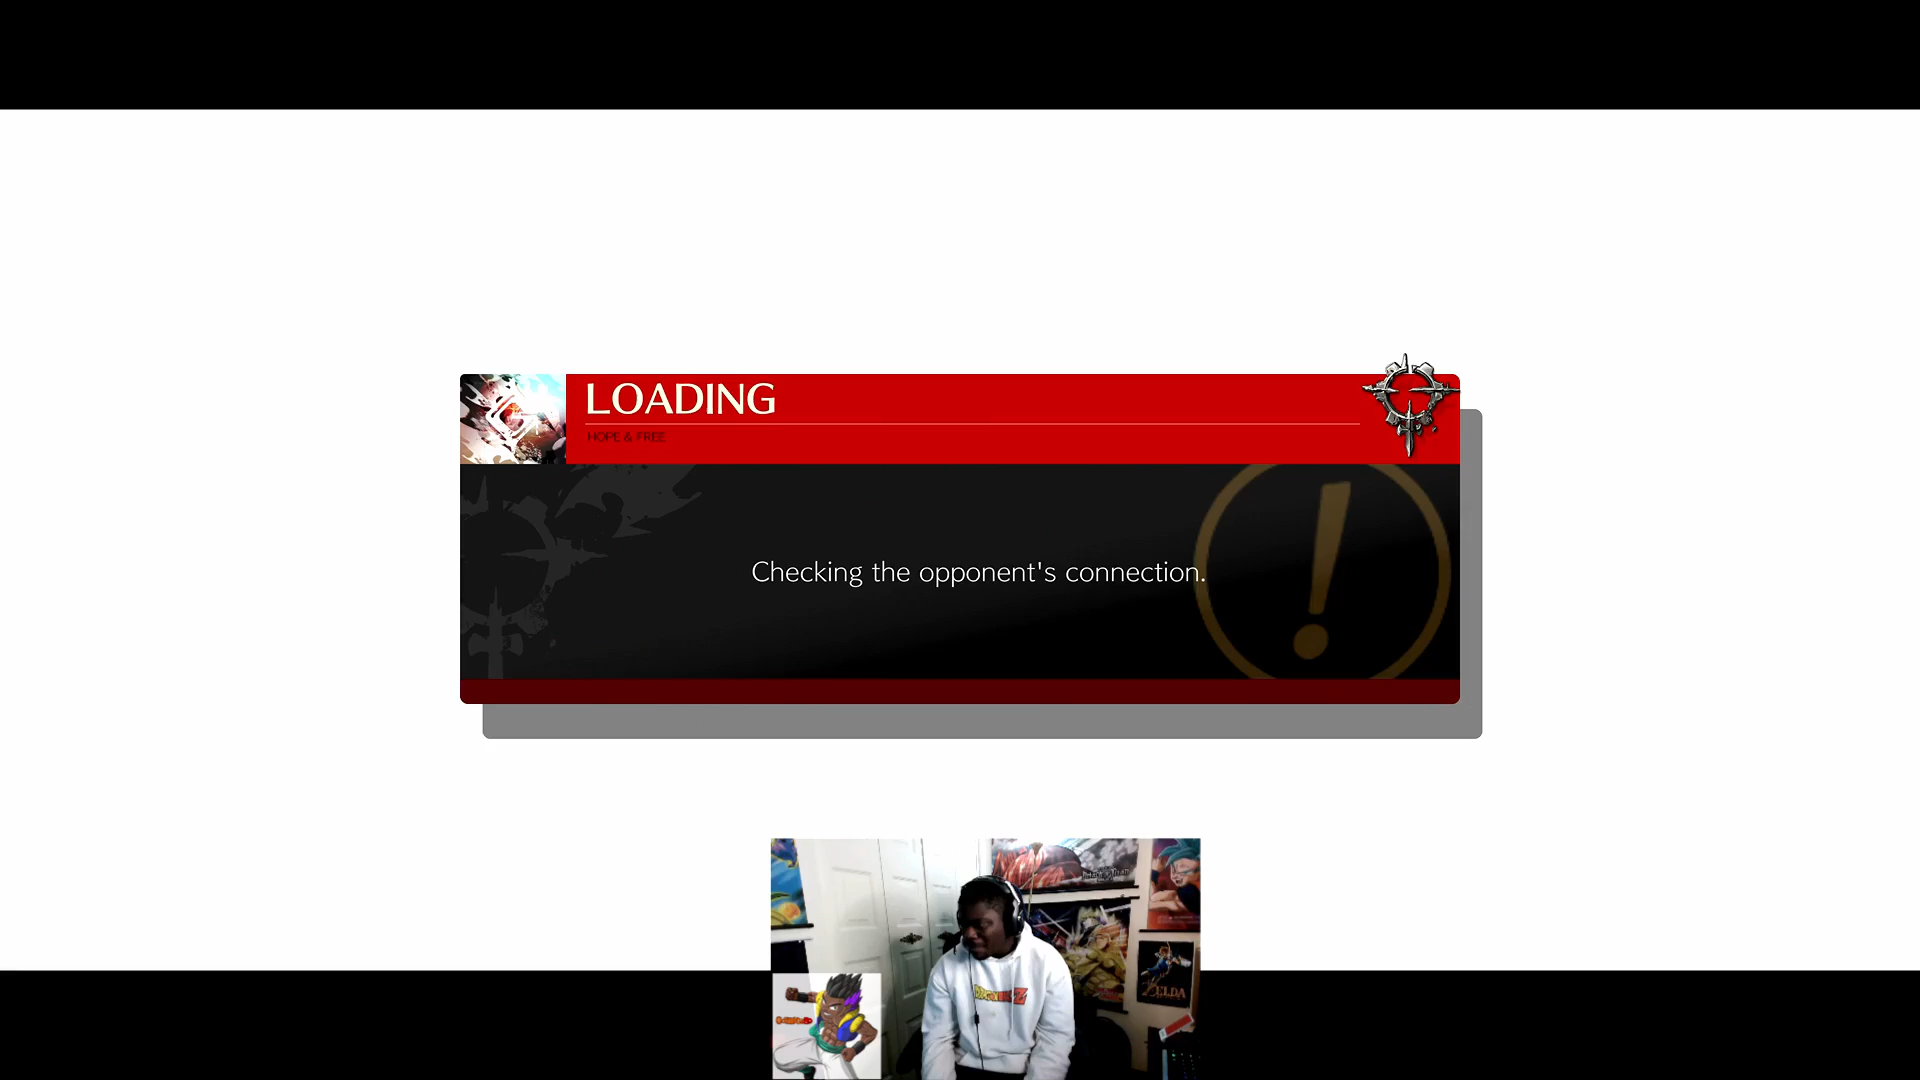 LOADING
HOPE & FREE
Checking the opponent's connection.
ZELDA